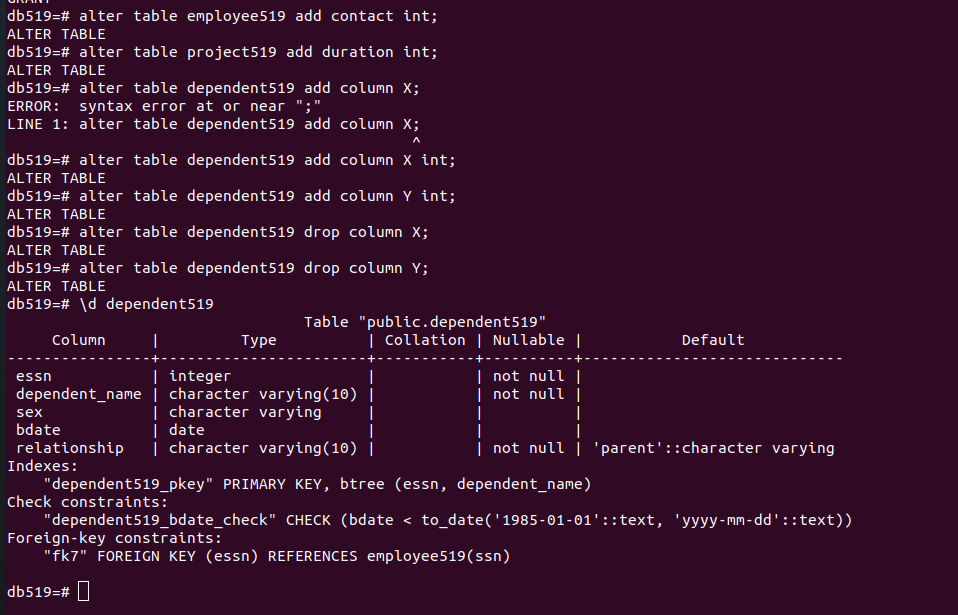 GRANT
db519=# alter table employee519 add contact int;
ALTER TABLE
db519=# alter table project519 add duration int;
ALTER TABLE
db519=# alter table dependent519 add column X;
ERROR:  syntax error at or near ";"
LINE 1: alter table dependent519 add column X;
                                             ^
db519=# alter table dependent519 add column X int;
ALTER TABLE
db519=# alter table dependent519 add column Y int;
ALTER TABLE
db519=# alter table dependent519 drop column X;
ALTER TABLE
db519=# alter table dependent519 drop column Y;
ALTER TABLE
db519=# \d dependent519
                                 Table "public.dependent519"
     Column     |         Type          | Collation | Nullable |           Default           
----------------+-----------------------+-----------+----------+-----------------------------
 essn           | integer               |           | not null | 
 dependent_name | character varying(10) |           | not null | 
 sex            | character varying     |           |          | 
 bdate          | date                  |           |          | 
 relationship   | character varying(10) |           | not null | 'parent'::character varying
Indexes:
    "dependent519_pkey" PRIMARY KEY, btree (essn, dependent_name)
Check constraints:
    "dependent519_bdate_check" CHECK (bdate < to_date('1985-01-01'::text, 'yyyy-mm-dd'::text))
Foreign-key constraints:
    "fk7" FOREIGN KEY (essn) REFERENCES employee519(ssn)

db519=#